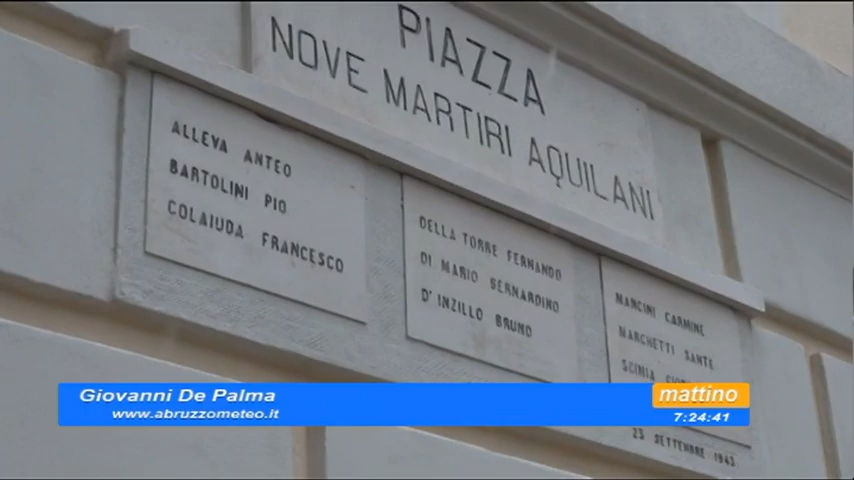 PIAZZA
NOVE MARTIRI AQUILANI
ALLEVA ANTEO
BARTOLINI PIO
COLAIUDA FRANCESCO
DELLA TORRE FERNANDO
DI MARIO BERNARDINO
D'INZILLO BRUNO
MANCINI CARMINE
MARCHETTI SANTE
SCIMIA
23 SETTEMBRE 1943
Giovanni De Palma
www.abruzzometeo.it
mattino
7:24:41